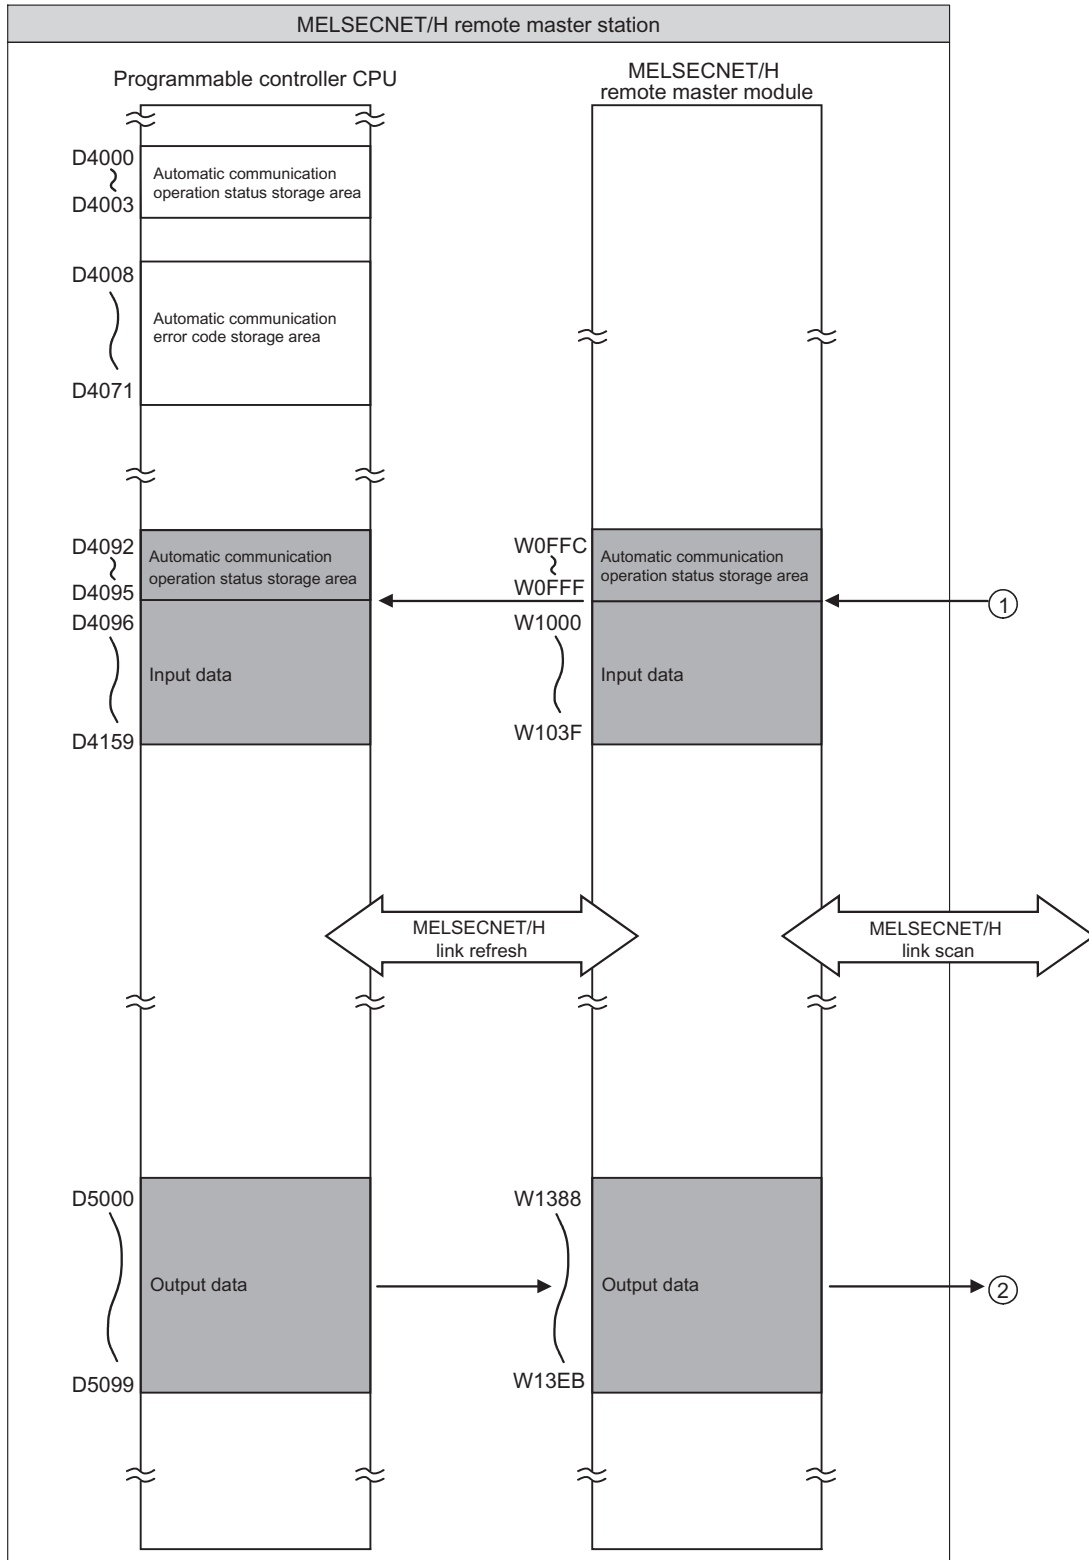 MELSECNET/H remote master station
Programmable controller CPU
MELSECNET/H
remote master module
D4000
D4003
Automatic communication
operation status storage area
D4008
D4071
Automatic communication
error code storage area
D4092
D4095
Automatic communication
operation status storage area
W0FFC
W0FFF
Automatic communication
operation status storage area
①
D4096
D4159
Input data
W1000
W103F
Input data
MELSECNET/H
link refresh
MELSECNET/H
link scan
D5000
D5099
Output data
W1388
W13EB
Output data
②